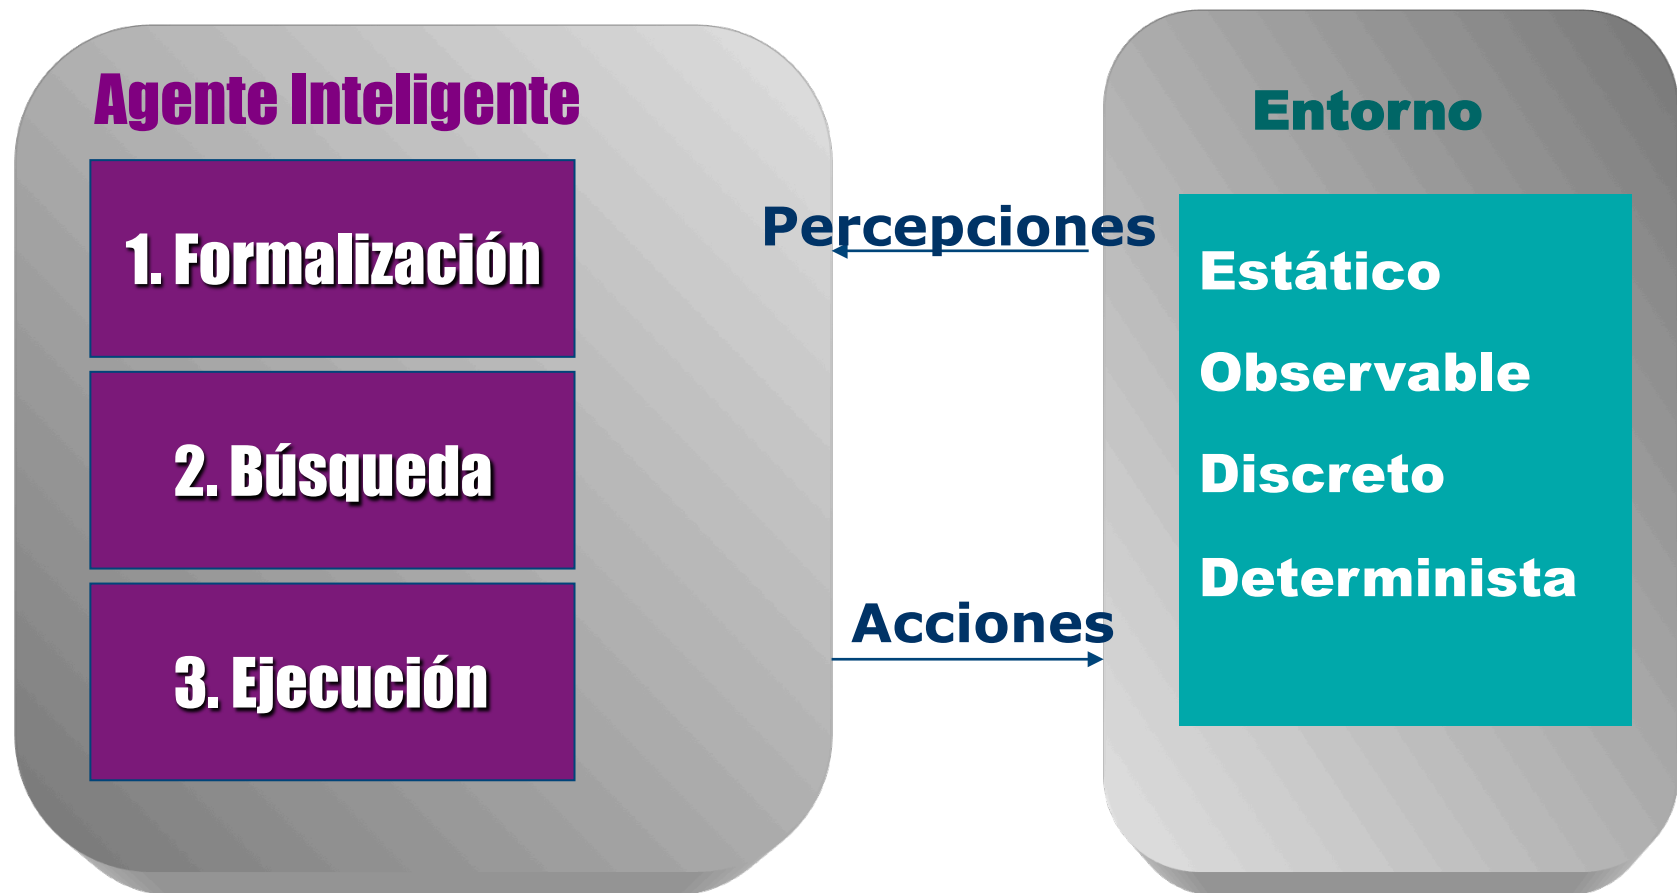 Agente Inteligente
1. Formalización
2. Búsqueda
3. Ejecución
Percepciones
Acciones
Entorno
Estático
Observable
Discreto
Determinista